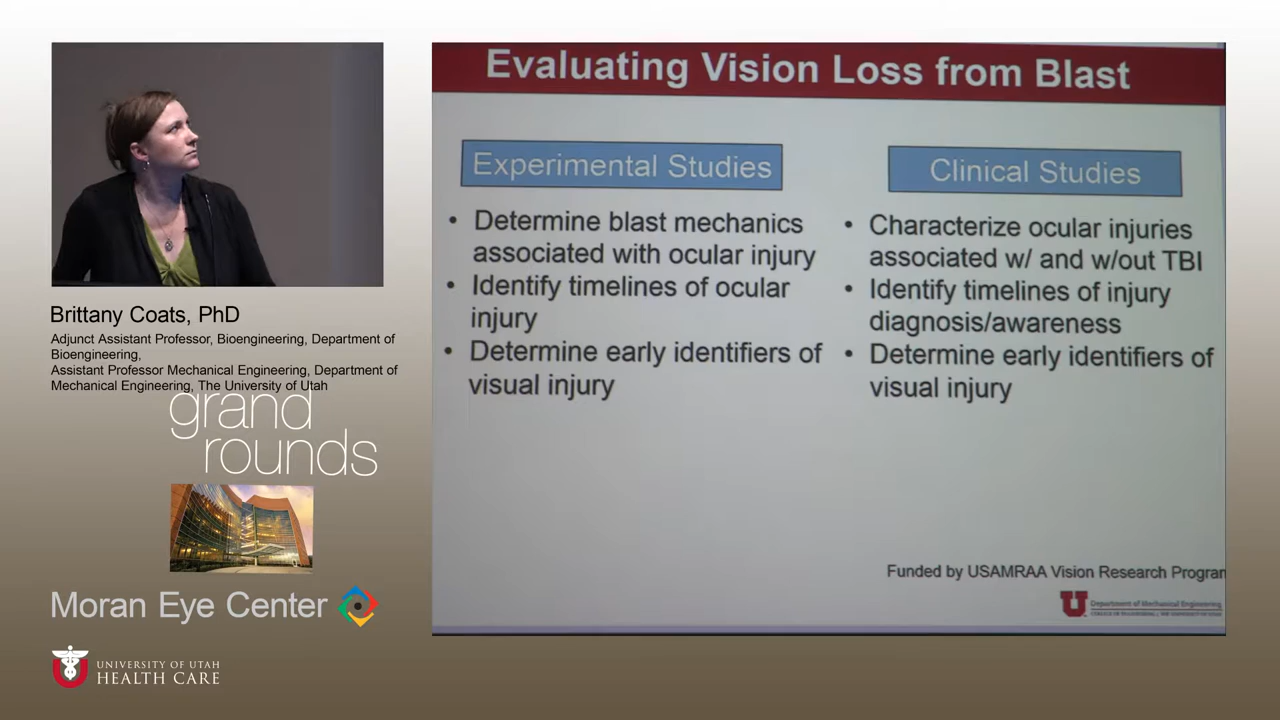 Evaluating Vision Loss from Blast
Experimental Studies
• Determine blast mechanics
associated with ocular injury
• Identify timelines of ocular
injury
• Determine early identifiers of
visual injury
Clinical Studies
• Characterize ocular injuries
associated w/ and w/out TBI
• Identify timelines of injury
diagnosis/awareness
• Determine early identifiers of
visual injury
Funded by USAMRAA Vision Research Program
U Department of Mechanical Engineering
Brittany Coats, PhD
Adjunct Assistant Professor, Bioengineering, Department of
Bioengineering,
Assistant Professor Mechanical Engineering, Department of
Mechanical Engineering, The University of Utah
grand
rounds
Moran Eye Center
UNIVERSITY OF UTAH
HEALTH CARE